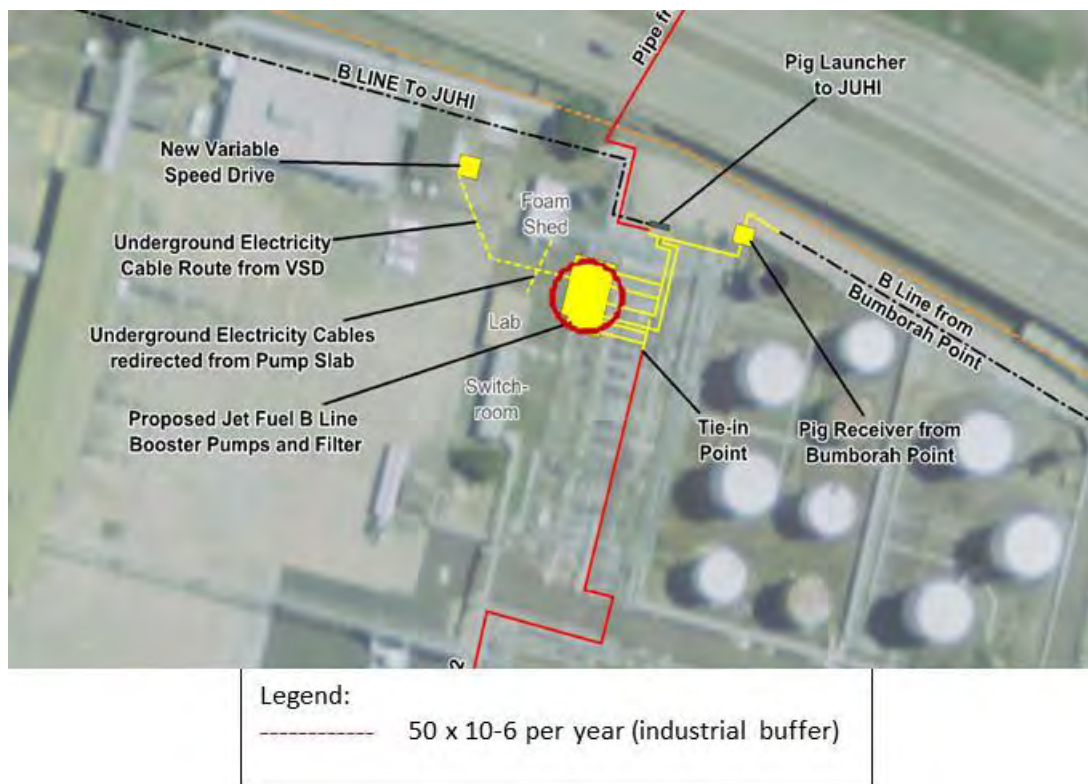 Pipe fr
Pig Launcher
to JUHI
B LINE To JUHI
New Variable
Speed Drive
Foam
Shed
Underground Electricity
Cable Route from VSD
B Line from
Bumborah Point
Lab
Underground Electricity Cables
redirected from Pump Slab
Switch-
room
Proposed Jet Fuel B Line
Booster Pumps and Filter
Tie-in
Point
Pig Receiver from
Bumborah Point
2
Legend:
50 x 10-6 per year (industrial buffer)